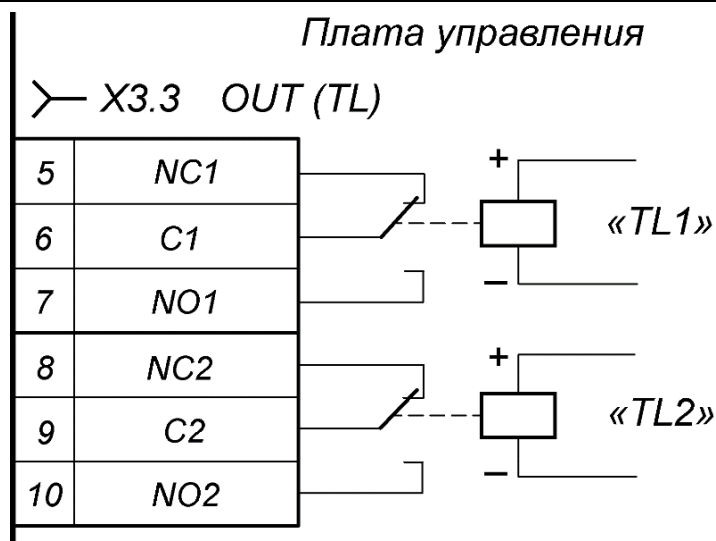 Плата управления
X3.3 OUT (TL)
5 NC1
+
6 C1
«TL1»
7 NO1
–
8 NC2
+
9 C2
«TL2»
–
10 NO2